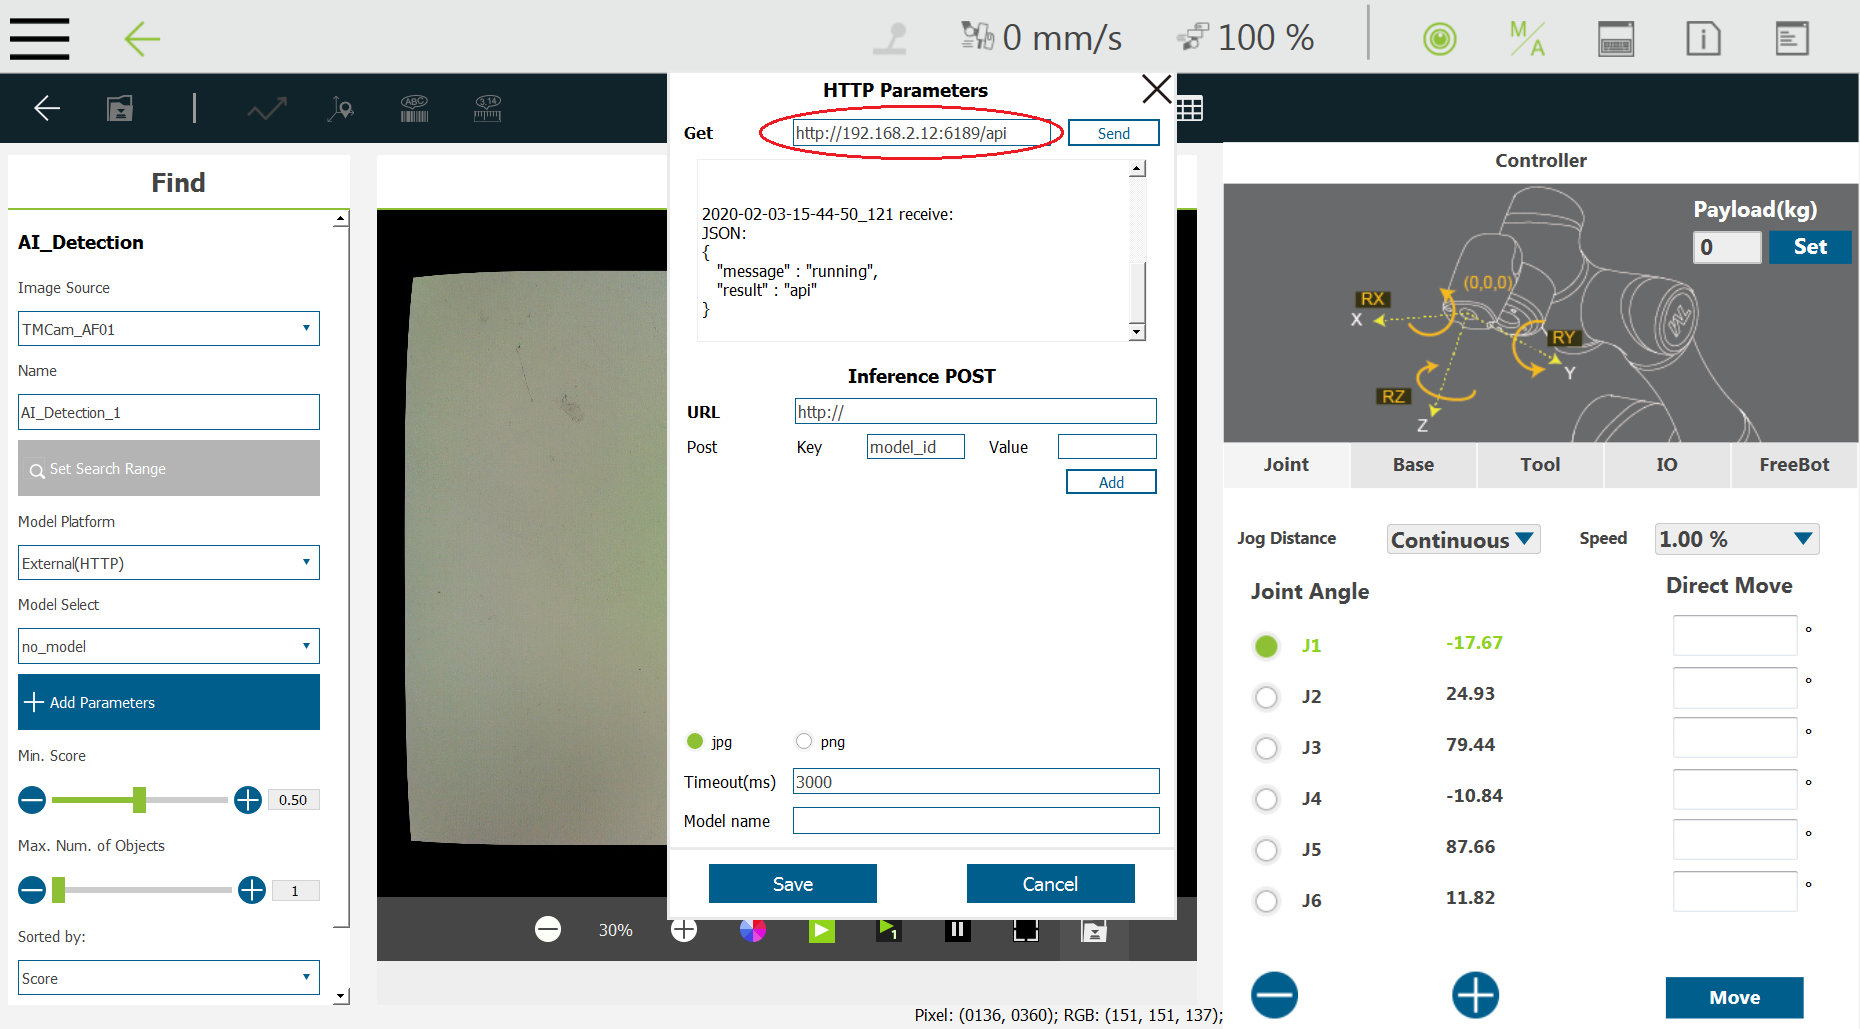 0 mm/s
100 %
M/A
ABC
3.14
HTTP Parameters
Get
http://192.168.2.12:6189/api
Send
2020-02-03-15-44-50_121 receive:
JSON:
{
"message" : "running",
"result" : "api"
}
Inference POST
URL
http://
Post
Key
model_id
Value
Add
jpg
png
Timeout(ms)
3000
Model name
Save
Cancel
Find
AI_Detection
Image Source
TMCam_AF01
Name
AI_Detection_1
Set Search Range
Model Platform
External(HTTP)
Model Select
no_model
Add Parameters
Min. Score
0.50
Max. Num. of Objects
1
Sorted by:
Score
30%
1
Pixel: (0136, 0360); RGB: (151, 151, 137);
Controller
Payload(kg)
0
Set
(0,0,0)
RX
X
RY
Y
RZ
Z
TM
Joint
Base
Tool
IO
FreeBot
Jog Distance
Continuous
Speed
1.00 %
Joint Angle
Direct Move
J1 -17.67 °
J2 24.93 °
J3 79.44 °
J4 -10.84 °
J5 87.66 °
J6 11.82 °
Move